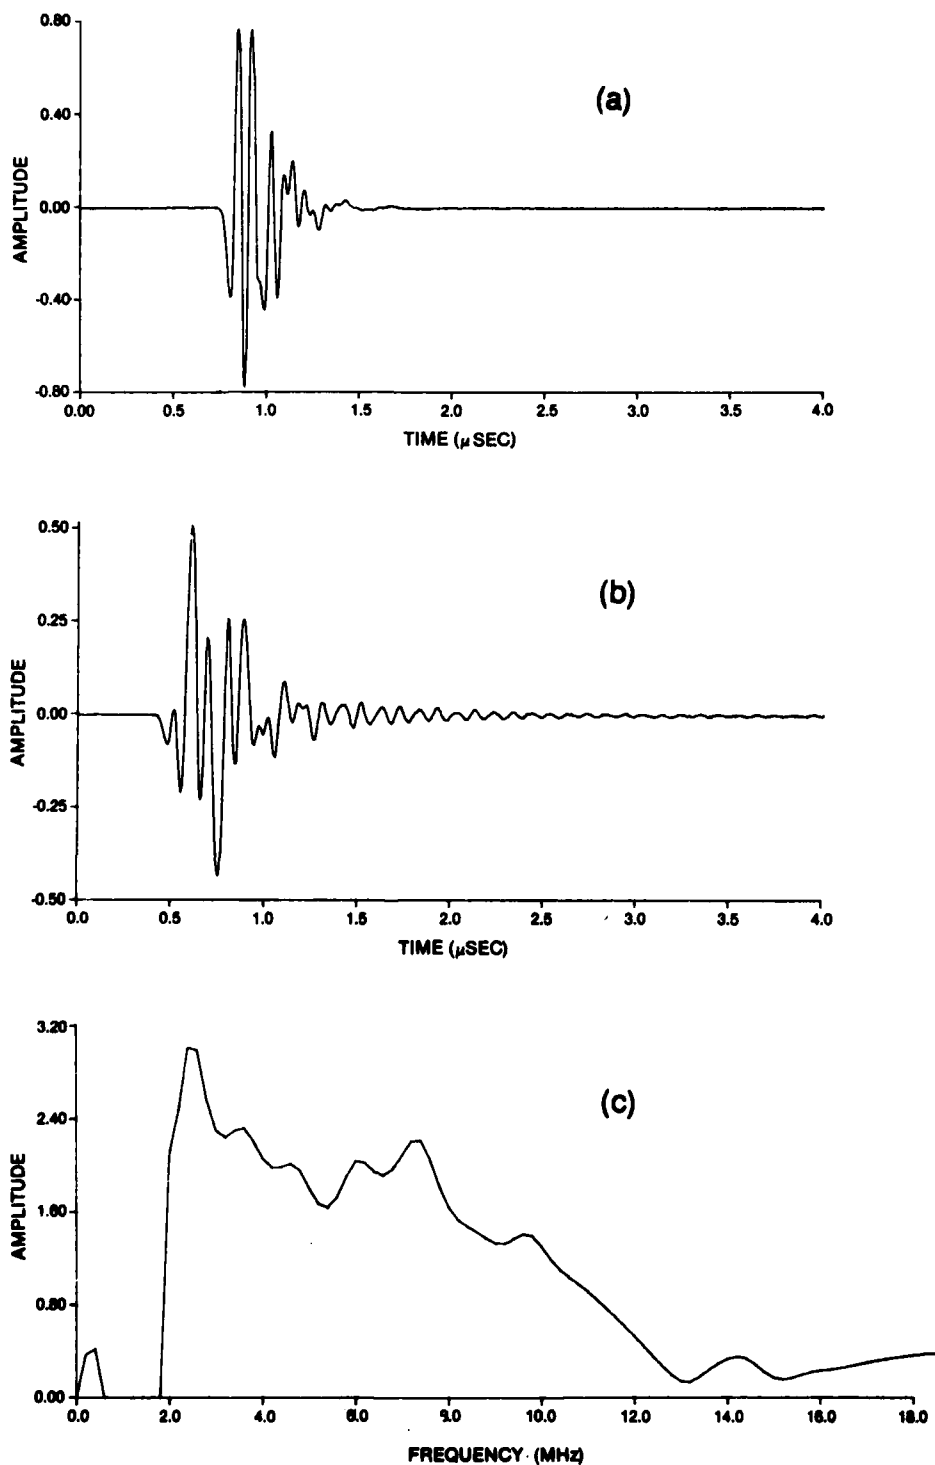 0.80
0.40
0.00
-0.40
-0.80
AMPLITUDE
(a)
0.00 0.5 1.0 1.5 2.0 2.5 3.0 3.5 4.0
TIME (μSEC)
0.50
0.25
0.00
-0.25
-0.50
AMPLITUDE
(b)
0.0 0.5 1.0 1.5 2.0 2.5 3.0 3.5 4.0
TIME (μSEC)
3.20
2.40
1.60
0.80
0.00
AMPLITUDE
(c)
0.0 2.0 4.0 6.0 8.0 10.0 12.0 14.0 16.0 18.0
FREQUENCY (MHz)